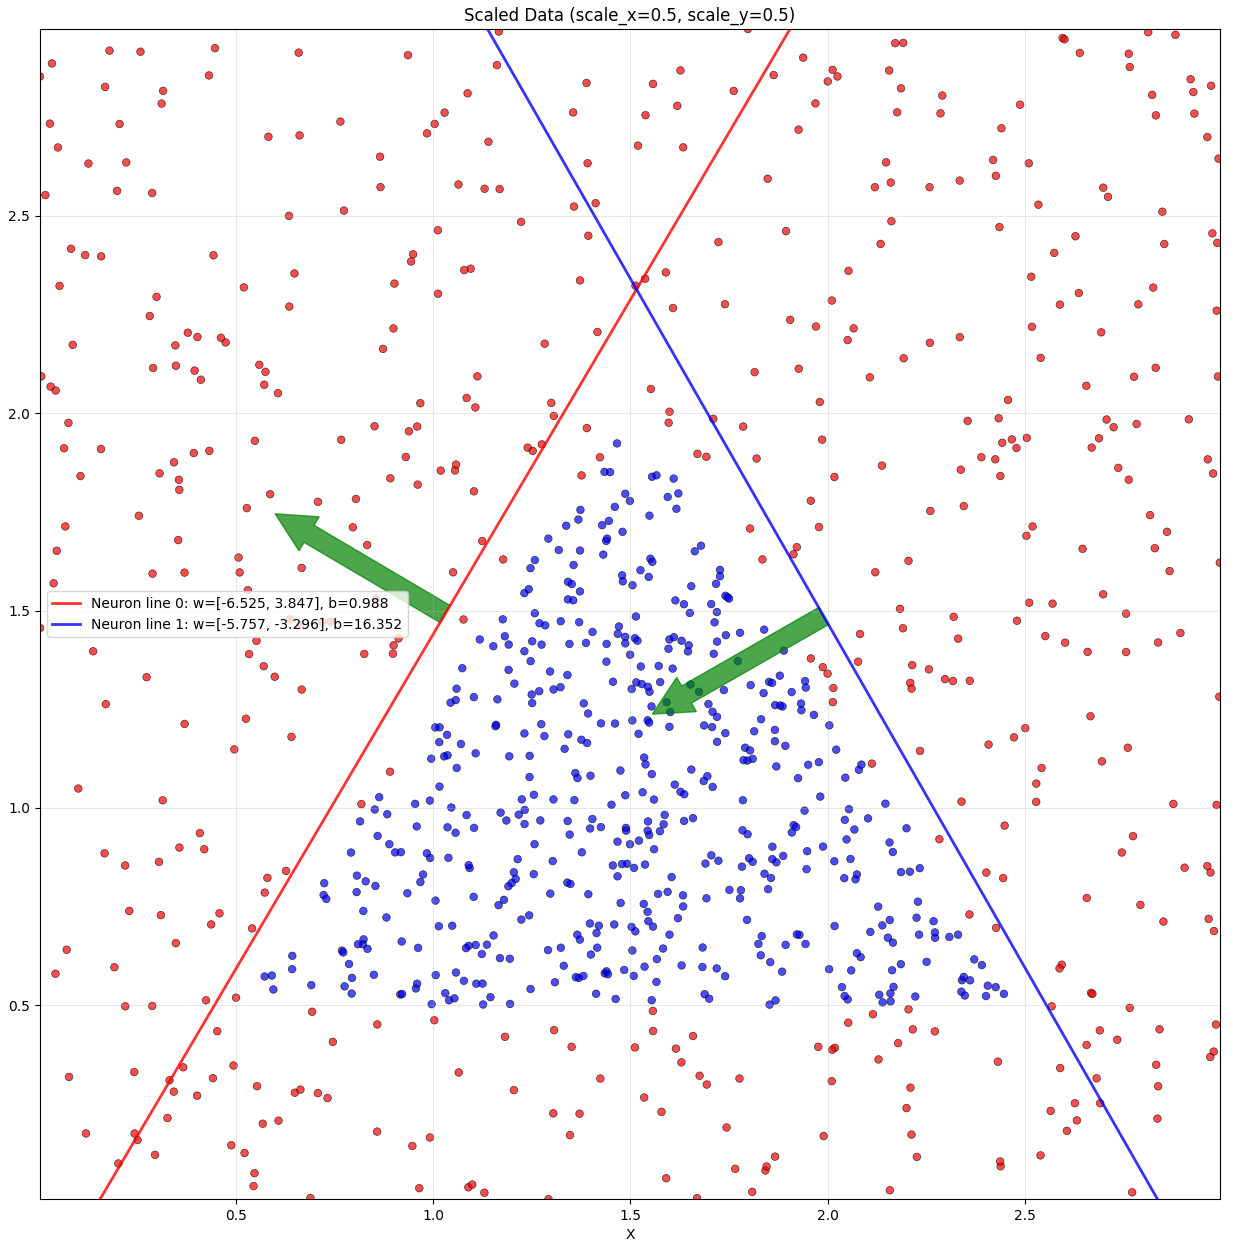 Scaled Data (scale_x=0.5, scale_y=0.5)
2.5
2.0
1.5
1.0
0.5
Neuron line 0: w=[-6.525, 3.847], b=0.988
Neuron line 1: w=[-5.757, -3.296], b=16.352
0.5
1.0
1.5
2.0
2.5
X